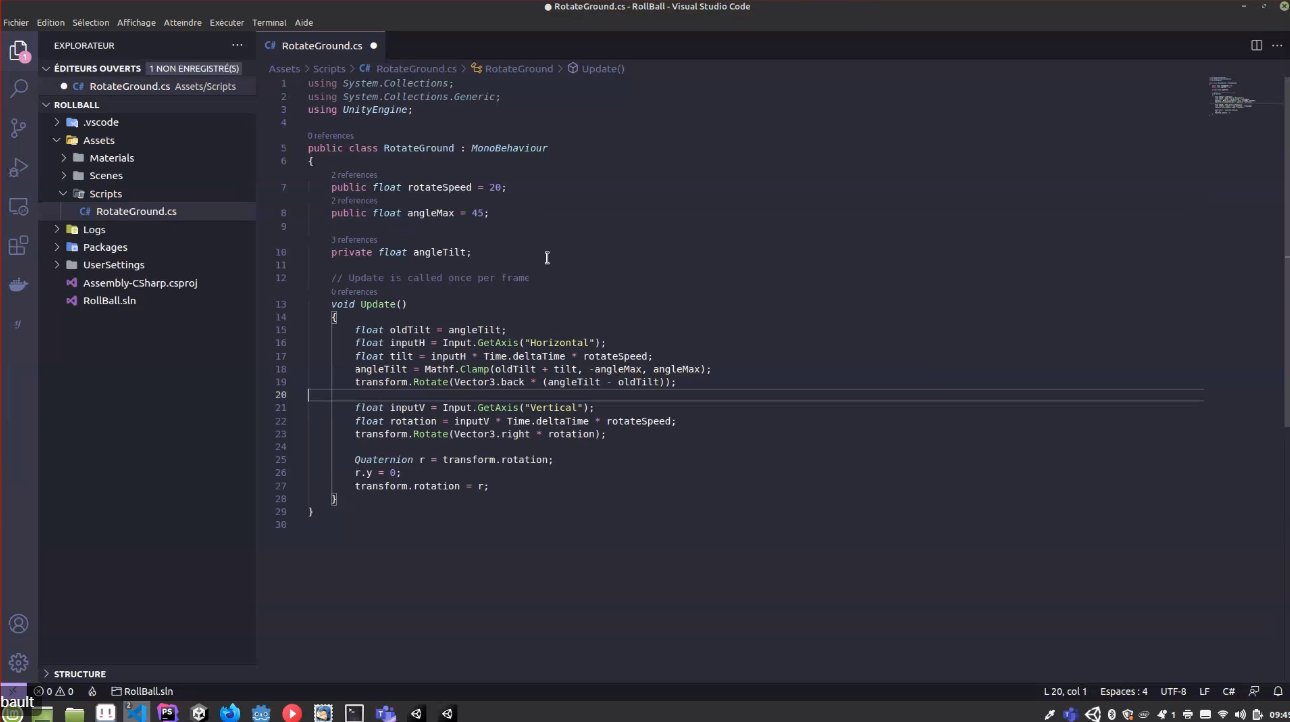 RotateGround.cs - RollBall - Visual Studio Code
Fichier Edition Sélection Affichage Atteindre Exécuter Terminal Aide
EXPLORATEUR
RotateGround.cs
ÉDITEURS OUVERTS 1 NON ENREGISTRÉ(S)
RotateGround.cs Assets/Scripts
ROLLBALL
.vscode
Assets
Materials
Scenes
Scripts
RotateGround.cs
Logs
Packages
UserSettings
Assembly-CSharp.csproj
RollBall.sln
STRUCTURE
Assets > Scripts > RotateGround.cs > RotateGround > Update()
1 using System.Collections;
2 using System.Collections.Generic;
3 using UnityEngine;
4
0 references
5 public class RotateGround : MonoBehaviour
6 {
2 references
7 public float rotateSpeed = 20;
2 references
8 public float angleMax = 45;
9
3 references
10 private float angleTilt;
11
12 // Update is called once per frame
0 references
13 void Update()
14 {
15 float oldTilt = angleTilt;
16 float inputH = Input.GetAxis("Horizontal");
17 float tilt = inputH * Time.deltaTime * rotateSpeed;
18 angleTilt = Mathf.Clamp(oldTilt + tilt, -angleMax, angleMax);
19 transform.Rotate(Vector3.back * (angleTilt - oldTilt));
20
21 float inputV = Input.GetAxis("Vertical");
22 float rotation = inputV * Time.deltaTime * rotateSpeed;
23 transform.Rotate(Vector3.right * rotation);
24
25 Quaternion r = transform.rotation;
26 r.y = 0;
27 transform.rotation = r;
28 }
29 }
30
0 0 RollBall.sln L 20, col 1 Espaces : 4 UTF-8 LF C#
bault